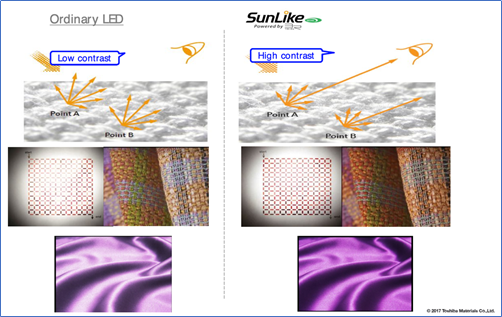 Ordinary LED
SunLike
Powered by
Low contrast
High contrast
Point A
Point B
Point A
Point B
© 2017 Toshiba Materials Co.,Ltd.